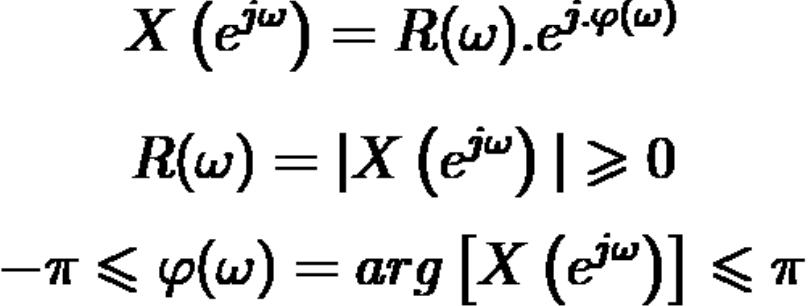 X(e^{jω}) = R(ω).e^{j.φ(ω)}
R(ω) = |X(e^{jω})| ⩾ 0
−π ⩽ φ(ω) = arg[X(e^{jω})] ⩽ π